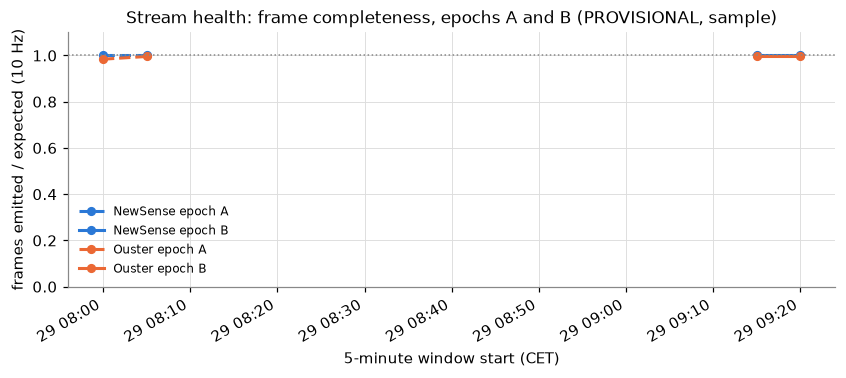 Stream health: frame completeness, epochs A and B (PROVISIONAL, sample)
frames emitted / expected (10 Hz)
1.0
0.8
0.6
0.4
0.2
0.0
NewSense epoch A
NewSense epoch B
Ouster epoch A
Ouster epoch B
29 08:00
29 08:10
29 08:20
29 08:30
29 08:40
29 08:50
29 09:00
29 09:10
29 09:20
5-minute window start (CET)